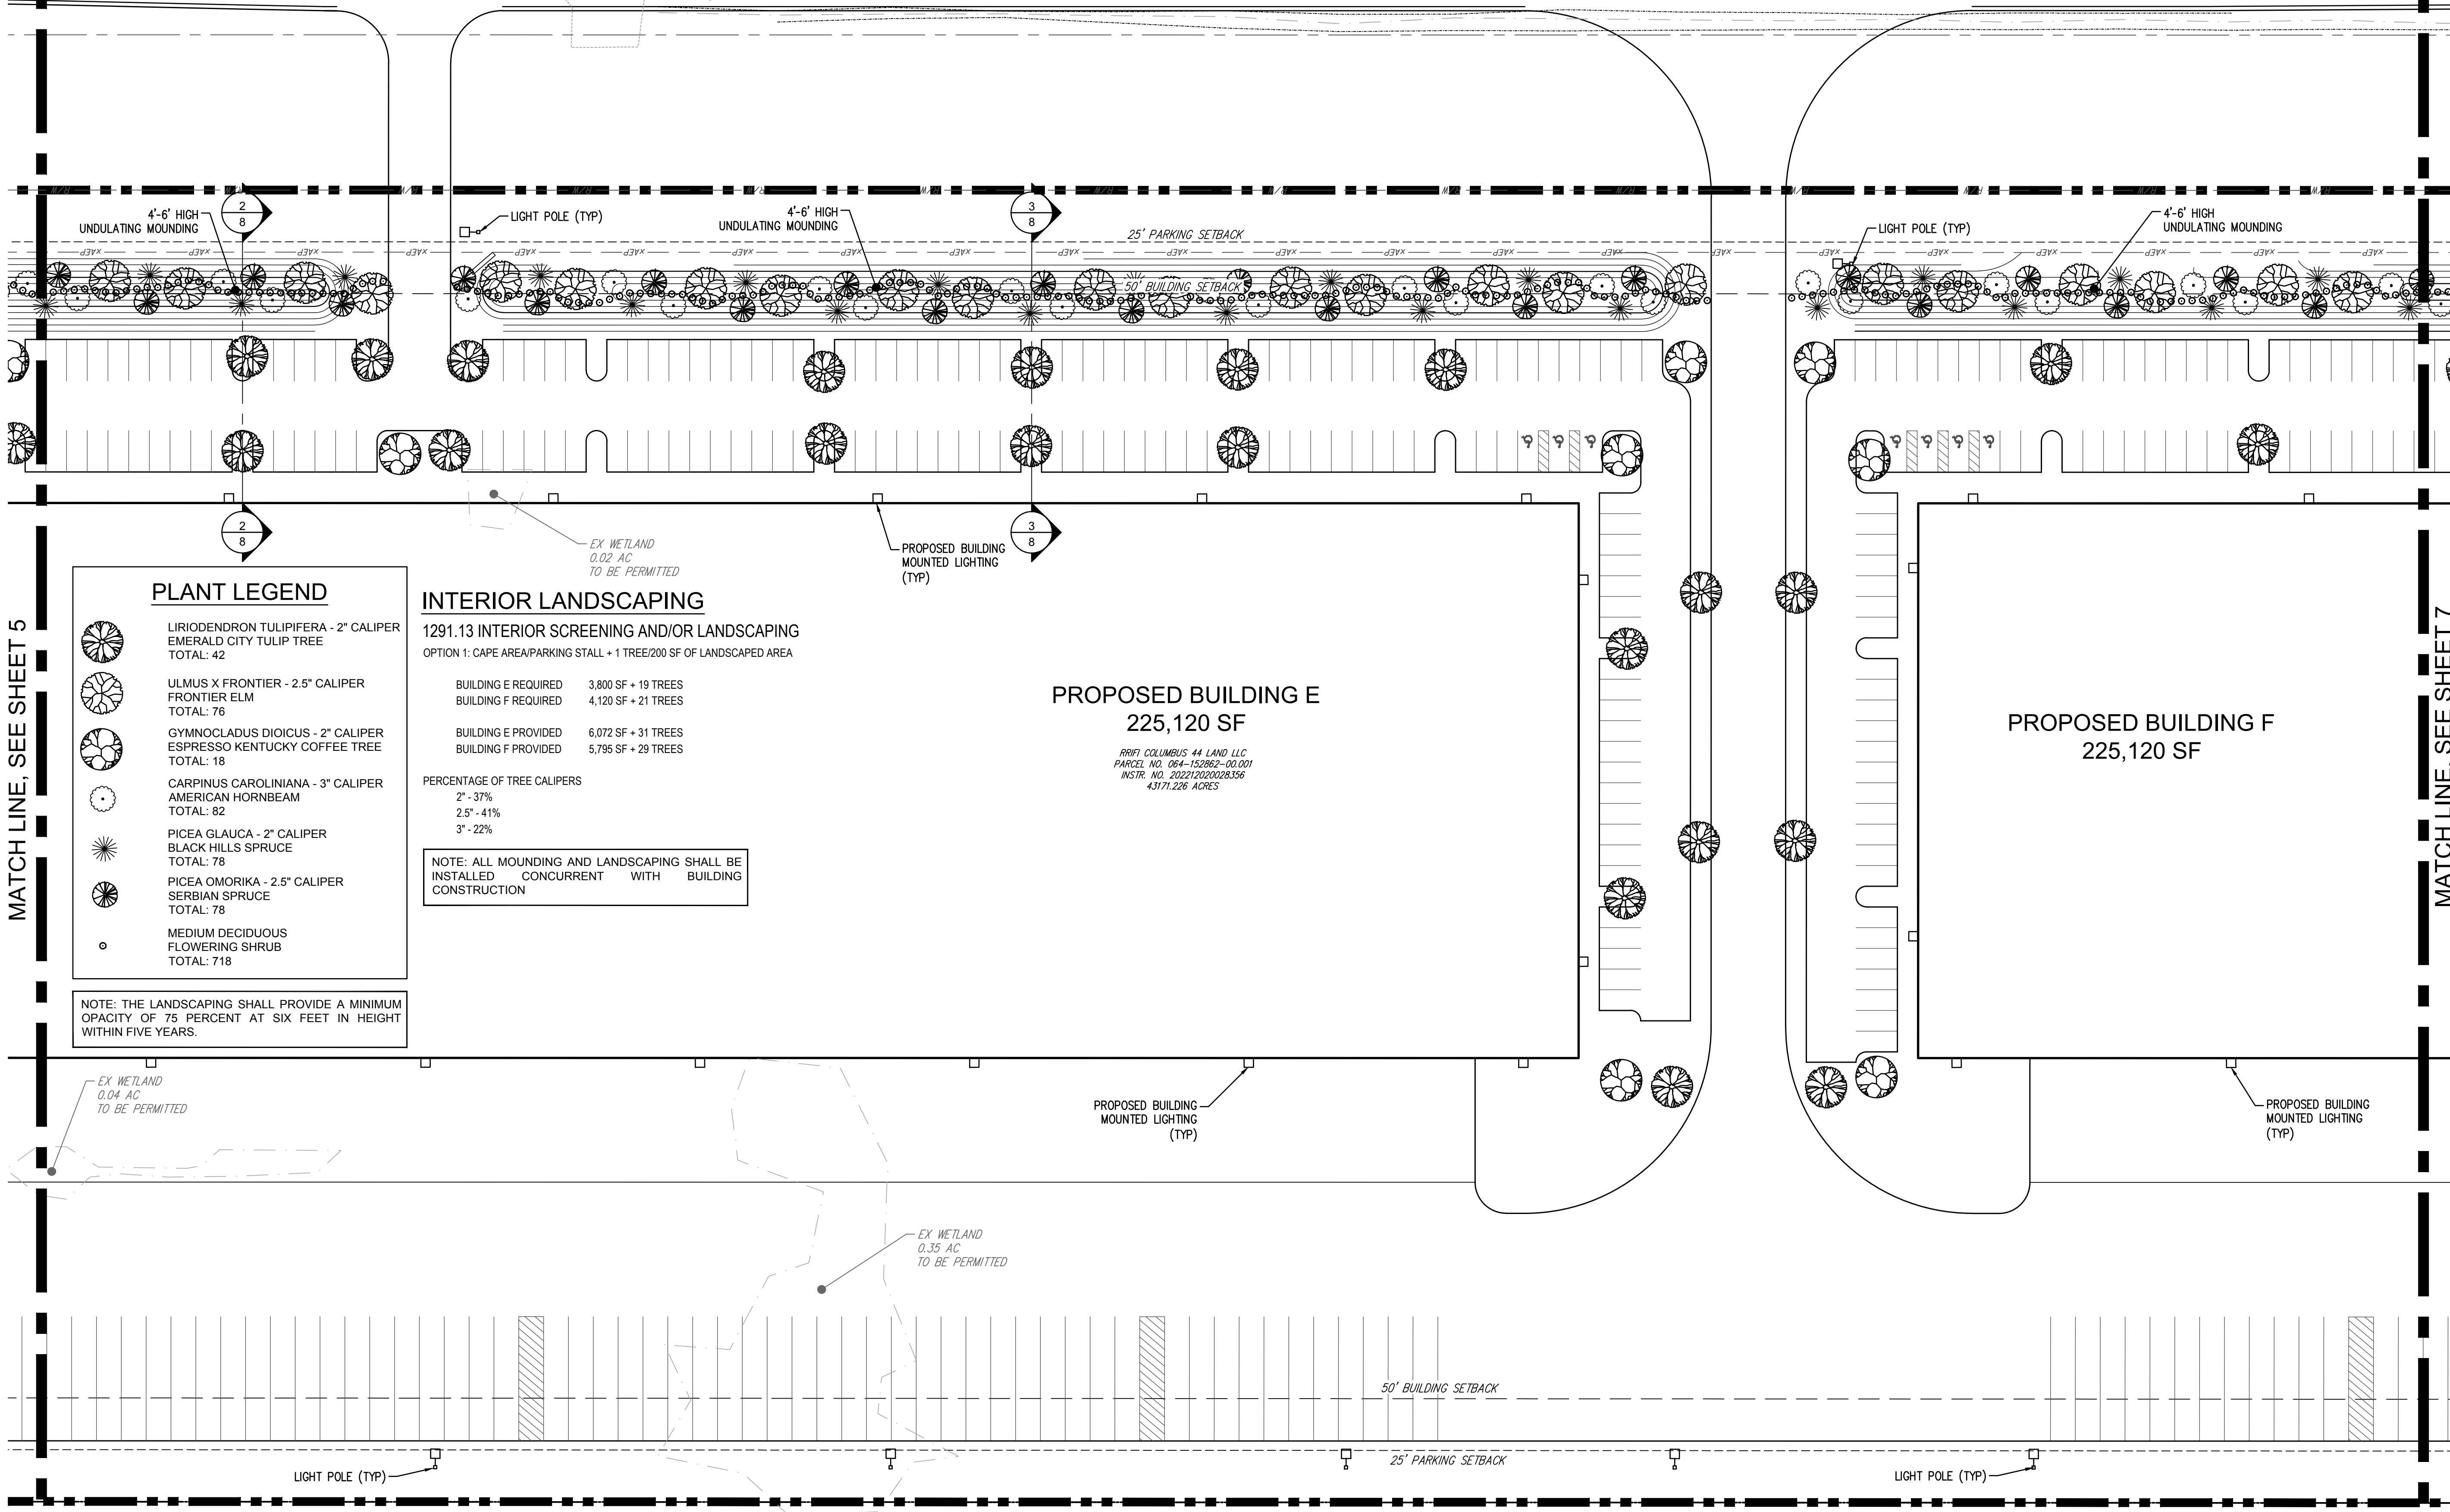 R/W
R/W
R/W
R/W
R/W
R/W
R/W
R/W
R/W
R/W
R/W
R/W
R/W
R/W
4'-6' HIGH
UNDULATING MOUNDING
2
8
LIGHT POLE (TYP)
4'-6' HIGH
UNDULATING MOUNDING
3
8
25' PARKING SETBACK
LIGHT POLE (TYP)
4'-6' HIGH
UNDULATING MOUNDING
50' BUILDING SETBACK
2
8
EX WETLAND
0.02 AC
TO BE PERMITTED
PROPOSED BUILDING
MOUNTED LIGHTING
(TYP)
3
8
MATCH LINE, SEE SHEET 5
PLANT LEGEND
LIRIODENDRON TULIPIFERA - 2" CALIPER
EMERALD CITY TULIP TREE
TOTAL: 42
ULMUS X FRONTIER - 2.5" CALIPER
FRONTIER ELM
TOTAL: 76
GYMNOCLADUS DIOICUS - 2" CALIPER
ESPRESSO KENTUCKY COFFEE TREE
TOTAL: 18
CARPINUS CAROLINIANA - 3" CALIPER
AMERICAN HORNBEAM
TOTAL: 82
PICEA GLAUCA - 2" CALIPER
BLACK HILLS SPRUCE
TOTAL: 78
PICEA OMORIKA - 2.5" CALIPER
SERBIAN SPRUCE
TOTAL: 78
MEDIUM DECIDUOUS
FLOWERING SHRUB
TOTAL: 718
NOTE: THE LANDSCAPING SHALL PROVIDE A MINIMUM
OPACITY OF 75 PERCENT AT SIX FEET IN HEIGHT
WITHIN FIVE YEARS.
INTERIOR LANDSCAPING
1291.13 INTERIOR SCREENING AND/OR LANDSCAPING
OPTION 1: CAPE AREA/PARKING STALL + 1 TREE/200 SF OF LANDSCAPED AREA
BUILDING E REQUIRED 3,800 SF + 19 TREES
BUILDING F REQUIRED 4,120 SF + 21 TREES
BUILDING E PROVIDED 6,072 SF + 31 TREES
BUILDING F PROVIDED 5,795 SF + 29 TREES
PERCENTAGE OF TREE CALIPERS
2" - 37%
2.5" - 41%
3" - 22%
NOTE: ALL MOUNDING AND LANDSCAPING SHALL BE
INSTALLED CONCURRENT WITH BUILDING
CONSTRUCTION
PROPOSED BUILDING E
225,120 SF
RRIFI COLUMBUS 44 LAND LLC
PARCEL NO. 064-152862-00.001
INSTR. NO. 202212020028356
43171.226 ACRES
PROPOSED BUILDING F
225,120 SF
MATCH LINE, SEE SHEET 7
EX WETLAND
0.04 AC
TO BE PERMITTED
PROPOSED BUILDING
MOUNTED LIGHTING
(TYP)
PROPOSED BUILDING
MOUNTED LIGHTING
(TYP)
EX WETLAND
0.35 AC
TO BE PERMITTED
50' BUILDING SETBACK
25' PARKING SETBACK
LIGHT POLE (TYP)
LIGHT POLE (TYP)